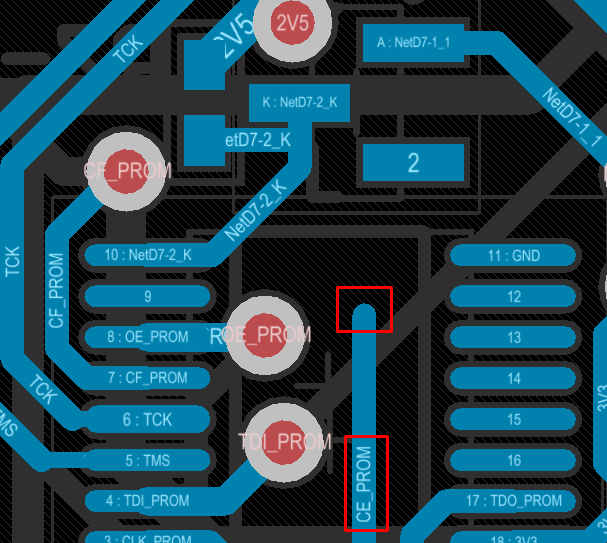 2V5
2V5
TCK
A : NetD7-1_1
K : NetD7-2_K
NetD7-1_1
etD7-2_K
2
CF_PROM
NetD7-2_K
TCK
CF_PROM
10 : NetD7-2_K
11 : GND
9
12
8 : OE_PROM
R
OE_PROM
13
7 : CF_PROM
14
TCK
3V3
6 : TCK
15
TMS
TDI_PROM
5 : TMS
16
CE_PROM
4 : TDI_PROM
17: TDO_PROM
3 : CLK_PROM
18 : 3V3